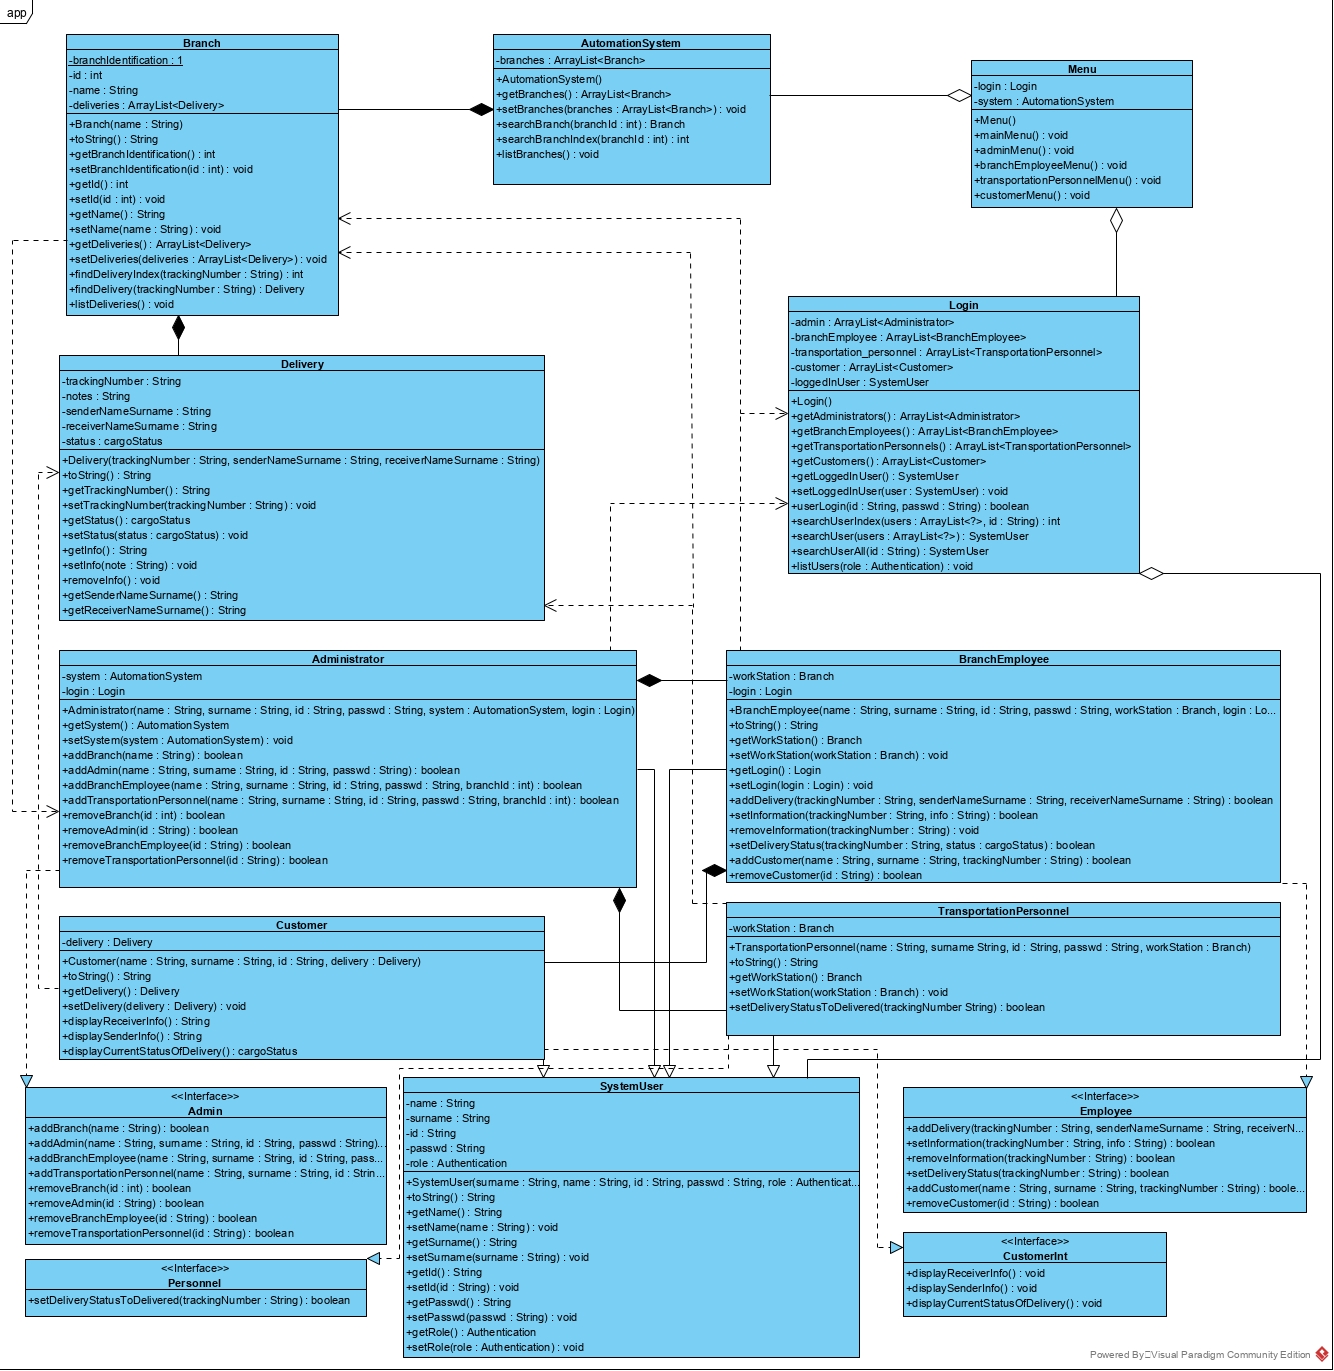 app
Branch
-branchIdentification : 1
-id : int
-name : String
-deliveries : ArrayList<Delivery>
+Branch(name : String)
+toString() : String
+getBranchIdentification() : int
+setBranchIdentification(id : int) : void
+getId() : int
+setId(id : int) : void
+getName() : String
+setName(name : String) : void
+getDeliveries() : ArrayList<Delivery>
+setDeliveries(deliveries : ArrayList<Delivery>) : void
+findDeliveryIndex(trackingNumber : String) : int
+findDelivery(trackingNumber : String) : Delivery
+listDeliveries() : void
AutomationSystem
-branches : ArrayList<Branch>
+AutomationSystem()
+getBranches() : ArrayList<Branch>
+setBranches(branches : ArrayList<Branch>) : void
+searchBranch(branchId : int) : Branch
+searchBranchIndex(branchId : int) : int
+listBranches() : void
Menu
-login : Login
-system : AutomationSystem
+Menu()
+mainMenu() : void
+adminMenu() : void
+branchEmployeeMenu() : void
+transportationPersonnelMenu() : void
+customerMenu() : void
Login
-admin : ArrayList<Administrator>
-branchEmployee : ArrayList<BranchEmployee>
-transportation_personnel : ArrayList<TransportationPersonnel>
-customer : ArrayList<Customer>
-loggedInUser : SystemUser
+Login()
+getAdministrators() : ArrayList<Administrator>
+getBranchEmployees() : ArrayList<BranchEmployee>
+getTransportationPersonnels() : ArrayList<TransportationPersonnel>
+getCustomers() : ArrayList<Customer>
+getLoggedInUser() : SystemUser
+setLoggedInUser(user : SystemUser) : void
+userLogin(id : String, passwd : String) : boolean
+searchUserIndex(users : ArrayList<?>, id : String) : int
+searchUser(users : ArrayList<?>) : SystemUser
+searchUserAll(id : String) : SystemUser
+listUsers(role : Authentication) : void
Delivery
-trackingNumber : String
-notes : String
-senderNameSurname : String
-receiverNameSurname : String
-status : cargoStatus
+Delivery(trackingNumber : String, senderNameSurname : String, receiverNameSurname : String)
+toString() : String
+getTrackingNumber() : String
+setTrackingNumber(trackingNumber : String) : void
+getStatus() : cargoStatus
+setStatus(status : cargoStatus) : void
+getInfo() : String
+setInfo(note : String) : void
+removeInfo() : void
+getSenderNameSurname() : String
+getReceiverNameSurname() : String
Administrator
-system : AutomationSystem
-login : Login
+Administrator(name : String, surname : String, id : String, passwd : String, system : AutomationSystem, login : Login)
+getSystem() : AutomationSystem
+setSystem(system : AutomationSystem) : void
+addBranch(name : String) : boolean
+addAdmin(name : String, surname : String, id : String, passwd : String) : boolean
+addBranchEmployee(name : String, surname : String, id : String, passwd : String, branchId : int) : boolean
+addTransportationPersonnel(name : String, surname : String, id : String, passwd : String, branchId : int) : boolean
+removeBranch(id : int) : boolean
+removeAdmin(id : String) : boolean
+removeBranchEmployee(id : String) : boolean
+removeTransportationPersonnel(id : String) : boolean
BranchEmployee
-workStation : Branch
-login : Login
+BranchEmployee(name : String, surname : String, id : String, passwd : String, workStation : Branch, login : Lo...
+toString() : String
+getWorkStation() : Branch
+setWorkStation(workStation : Branch) : void
+getLogin() : Login
+setLogin(login : Login) : void
+addDelivery(trackingNumber : String, senderNameSurname : String, receiverNameSurname : String) : boolean
+setInformation(trackingNumber : String, info : String) : boolean
+removeInformation(trackingNumber : String) : void
+setDeliveryStatus(trackingNumber : String, status : cargoStatus) : boolean
+addCustomer(name : String, surname : String, trackingNumber : String) : boolean
+removeCustomer(id : String) : boolean
Customer
-delivery : Delivery
+Customer(name : String, surname : String, id : String, delivery : Delivery)
+toString() : String
+getDelivery() : Delivery
+setDelivery(delivery : Delivery) : void
+displayReceiverInfo() : String
+displaySenderInfo() : String
+displayCurrentStatusOfDelivery() : cargoStatus
TransportationPersonnel
-workStation : Branch
+TransportationPersonnel(name : String, surname String, id : String, passwd : String, workStation : Branch)
+toString() : String
+getWorkStation() : Branch
+setWorkStation(workStation : Branch) : void
+setDeliveryStatusToDelivered(trackingNumber String) : boolean
<<Interface>>
Admin
+addBranch(name : String) : boolean
+addAdmin(name : String, surname : String, id : String, passwd : String)...
+addBranchEmployee(name : String, surname : String, id : String, pass...
+addTransportationPersonnel(name : String, surname : String, id : Strin...
+removeBranch(id : int) : boolean
+removeAdmin(id : String) : boolean
+removeBranchEmployee(id : String) : boolean
+removeTransportationPersonnel(id : String) : boolean
<<Interface>>
Personnel
+setDeliveryStatusToDelivered(trackingNumber : String) : boolean
SystemUser
-name : String
-surname : String
-id : String
-passwd : String
-role : Authentication
+SystemUser(surname : String, name : String, id : String, passwd : String, role : Authenticat...
+toString() : String
+getName() : String
+setName(name : String) : void
+getSurname() : String
+setSurname(surname : String) : void
+getId() : String
+setId(id : String) : void
+getPasswd() : String
+setPasswd(passwd : String) : void
+getRole() : Authentication
+setRole(role : Authentication) : void
<<Interface>>
Employee
+addDelivery(trackingNumber : String, senderNameSurname : String, receiverN...
+setInformation(trackingNumber : String, info : String) : boolean
+removeInformation(trackingNumber : String) : boolean
+setDeliveryStatus(trackingNumber : String) : boolean
+addCustomer(name : String, surname : String, trackingNumber : String) : boole...
+removeCustomer(id : String) : boolean
<<Interface>>
CustomerInt
+displayReceiverInfo() : void
+displaySenderInfo() : void
+displayCurrentStatusOfDelivery() : void
Powered By Visual Paradigm Community Edition